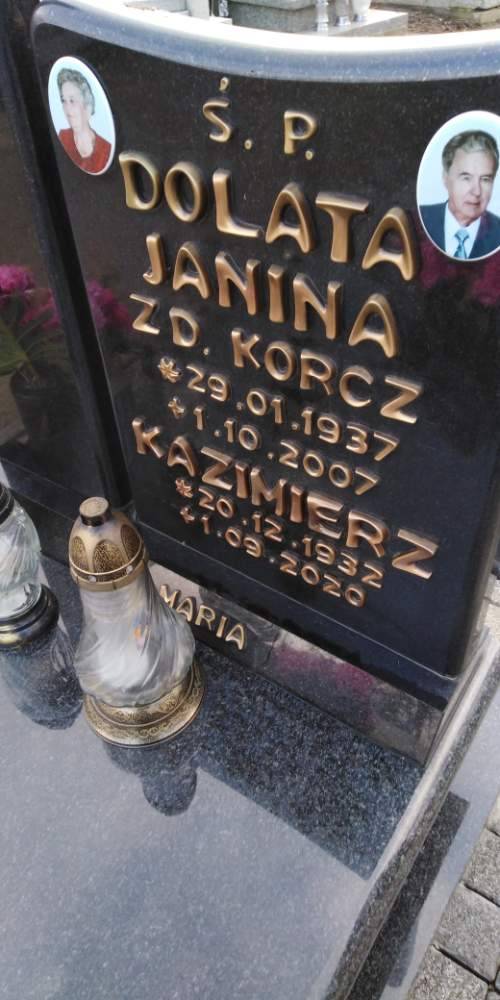 Ś. P.
DOLATA
JANINA
ZD. KORCZ
* 29.01.1937
+ 1.10.2007
KAZIMIERZ
* 20.12.1932
+ 1.09.2020
MARIA